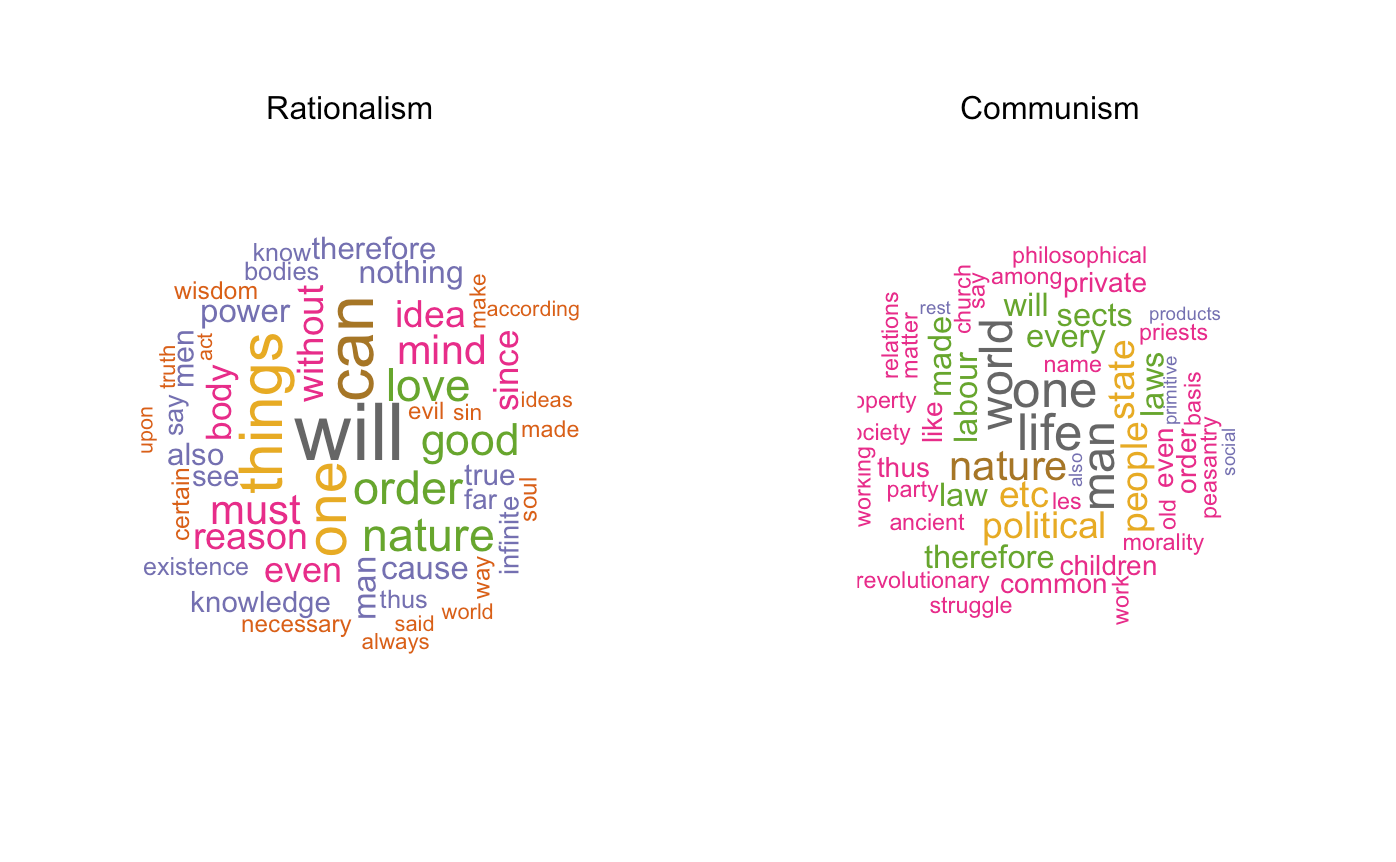 Rationalism
know therefore
bodies nothing
wisdom
power without can idea make according
men act truth things body mind since
love
say upon will evil sin ideas
good made
also
see one order true
certain far soul
must infinite
reason nature
existence even man cause way
knowledge thus
necessary said world
always
Communism
philosophical
among private
church say
relations matter rest will sects products
made world every priests
name state laws primitive
operty like labour one basis
ociety life man people
working thus nature also even order peasantry social
party law etc les old
ancient political
morality
therefore children
revolutionary common work
struggle